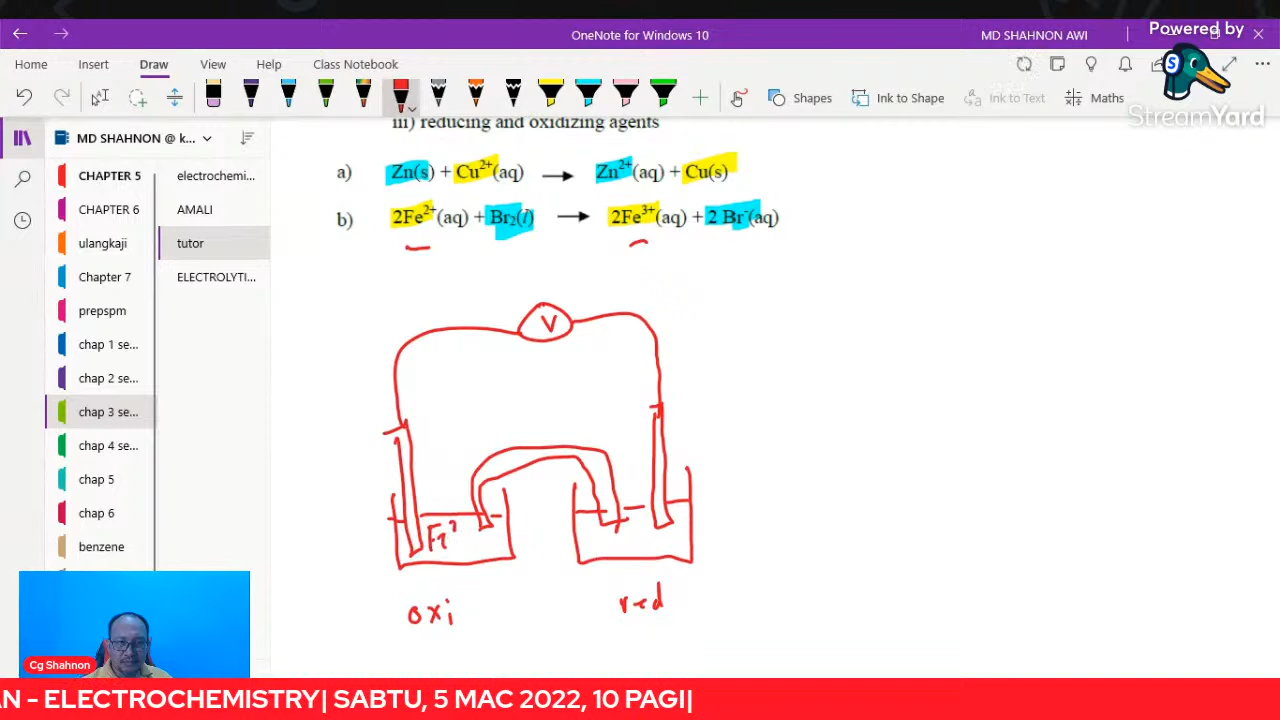 OneNote for Windows 10
MD SHAHNON AWI
Powered by
StreamYard
Home Insert Draw View Help Class Notebook
Shapes Ink to Shape Ink to Text Maths
MD SHAHNON @ k...
CHAPTER 5
CHAPTER 6
ulangkaji
Chapter 7
prepspm
chap 1 se...
chap 2 se...
chap 3 se...
chap 4 se...
chap 5
chap 6
benzene
electrochemi...
AMALI
tutor
ELECTROLYTI...
iii) reducing and oxidizing agents
a) Zn(s) + Cu²⁺(aq) → Zn²⁺(aq) + Cu(s)
b) 2Fe²⁺(aq) + Br₂(l) → 2Fe³⁺(aq) + 2 Br⁻(aq)
V
oxi
red
Cg Shahnon
AN - ELECTROCHEMISTRY| SABTU, 5 MAC 2022, 10 PAGI|